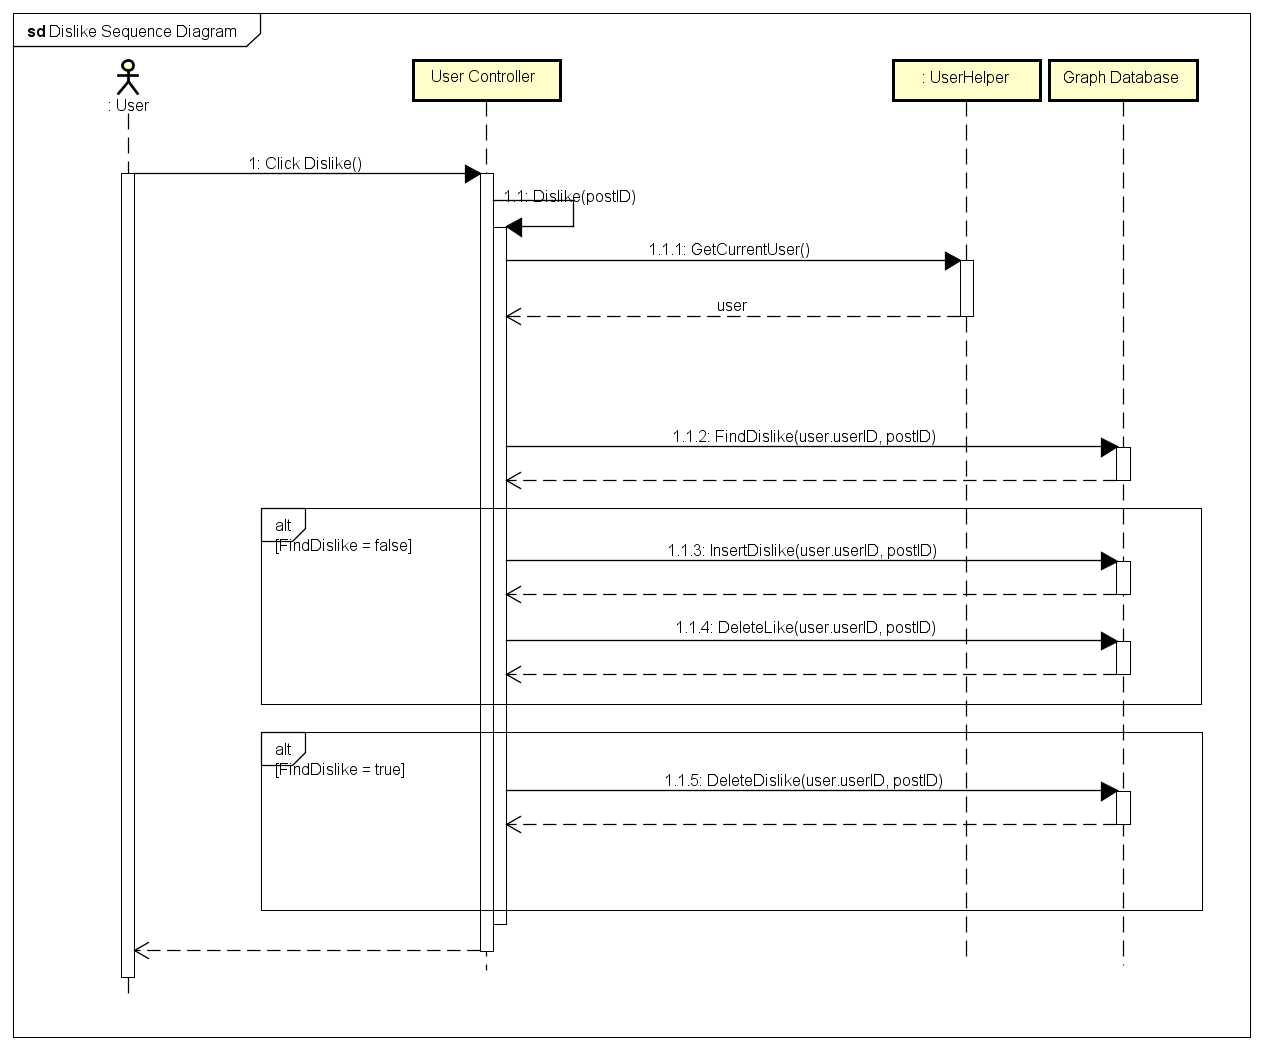 sd Dislike Sequence Diagram
: User
User Controller
: UserHelper
Graph Database
1: Click Dislike()
1.1: Dislike(postID)
1.1.1: GetCurrentUser()
user
1.1.2: FindDislike(user.userID, postID)
alt
[FindDislike = false]
1.1.3: InsertDislike(user.userID, postID)
1.1.4: DeleteLike(user.userID, postID)
alt
[FindDislike = true]
1.1.5: DeleteDislike(user.userID, postID)